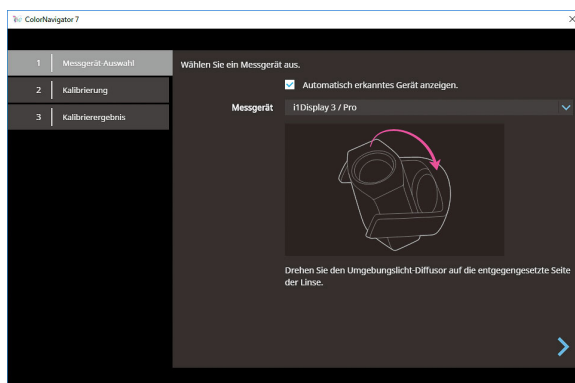 ColorNavigator 7
1 Messgerät-Auswahl
2 Kalibrierung
3 Kalibrierergebnis
Wählen Sie ein Messgerät aus.
Automatisch erkanntes Gerät anzeigen.
Messgerät i1Display 3 / Pro
Drehen Sie den Umgebungslicht-Diffusor auf die entgegengesetzte Seite
der Linse.